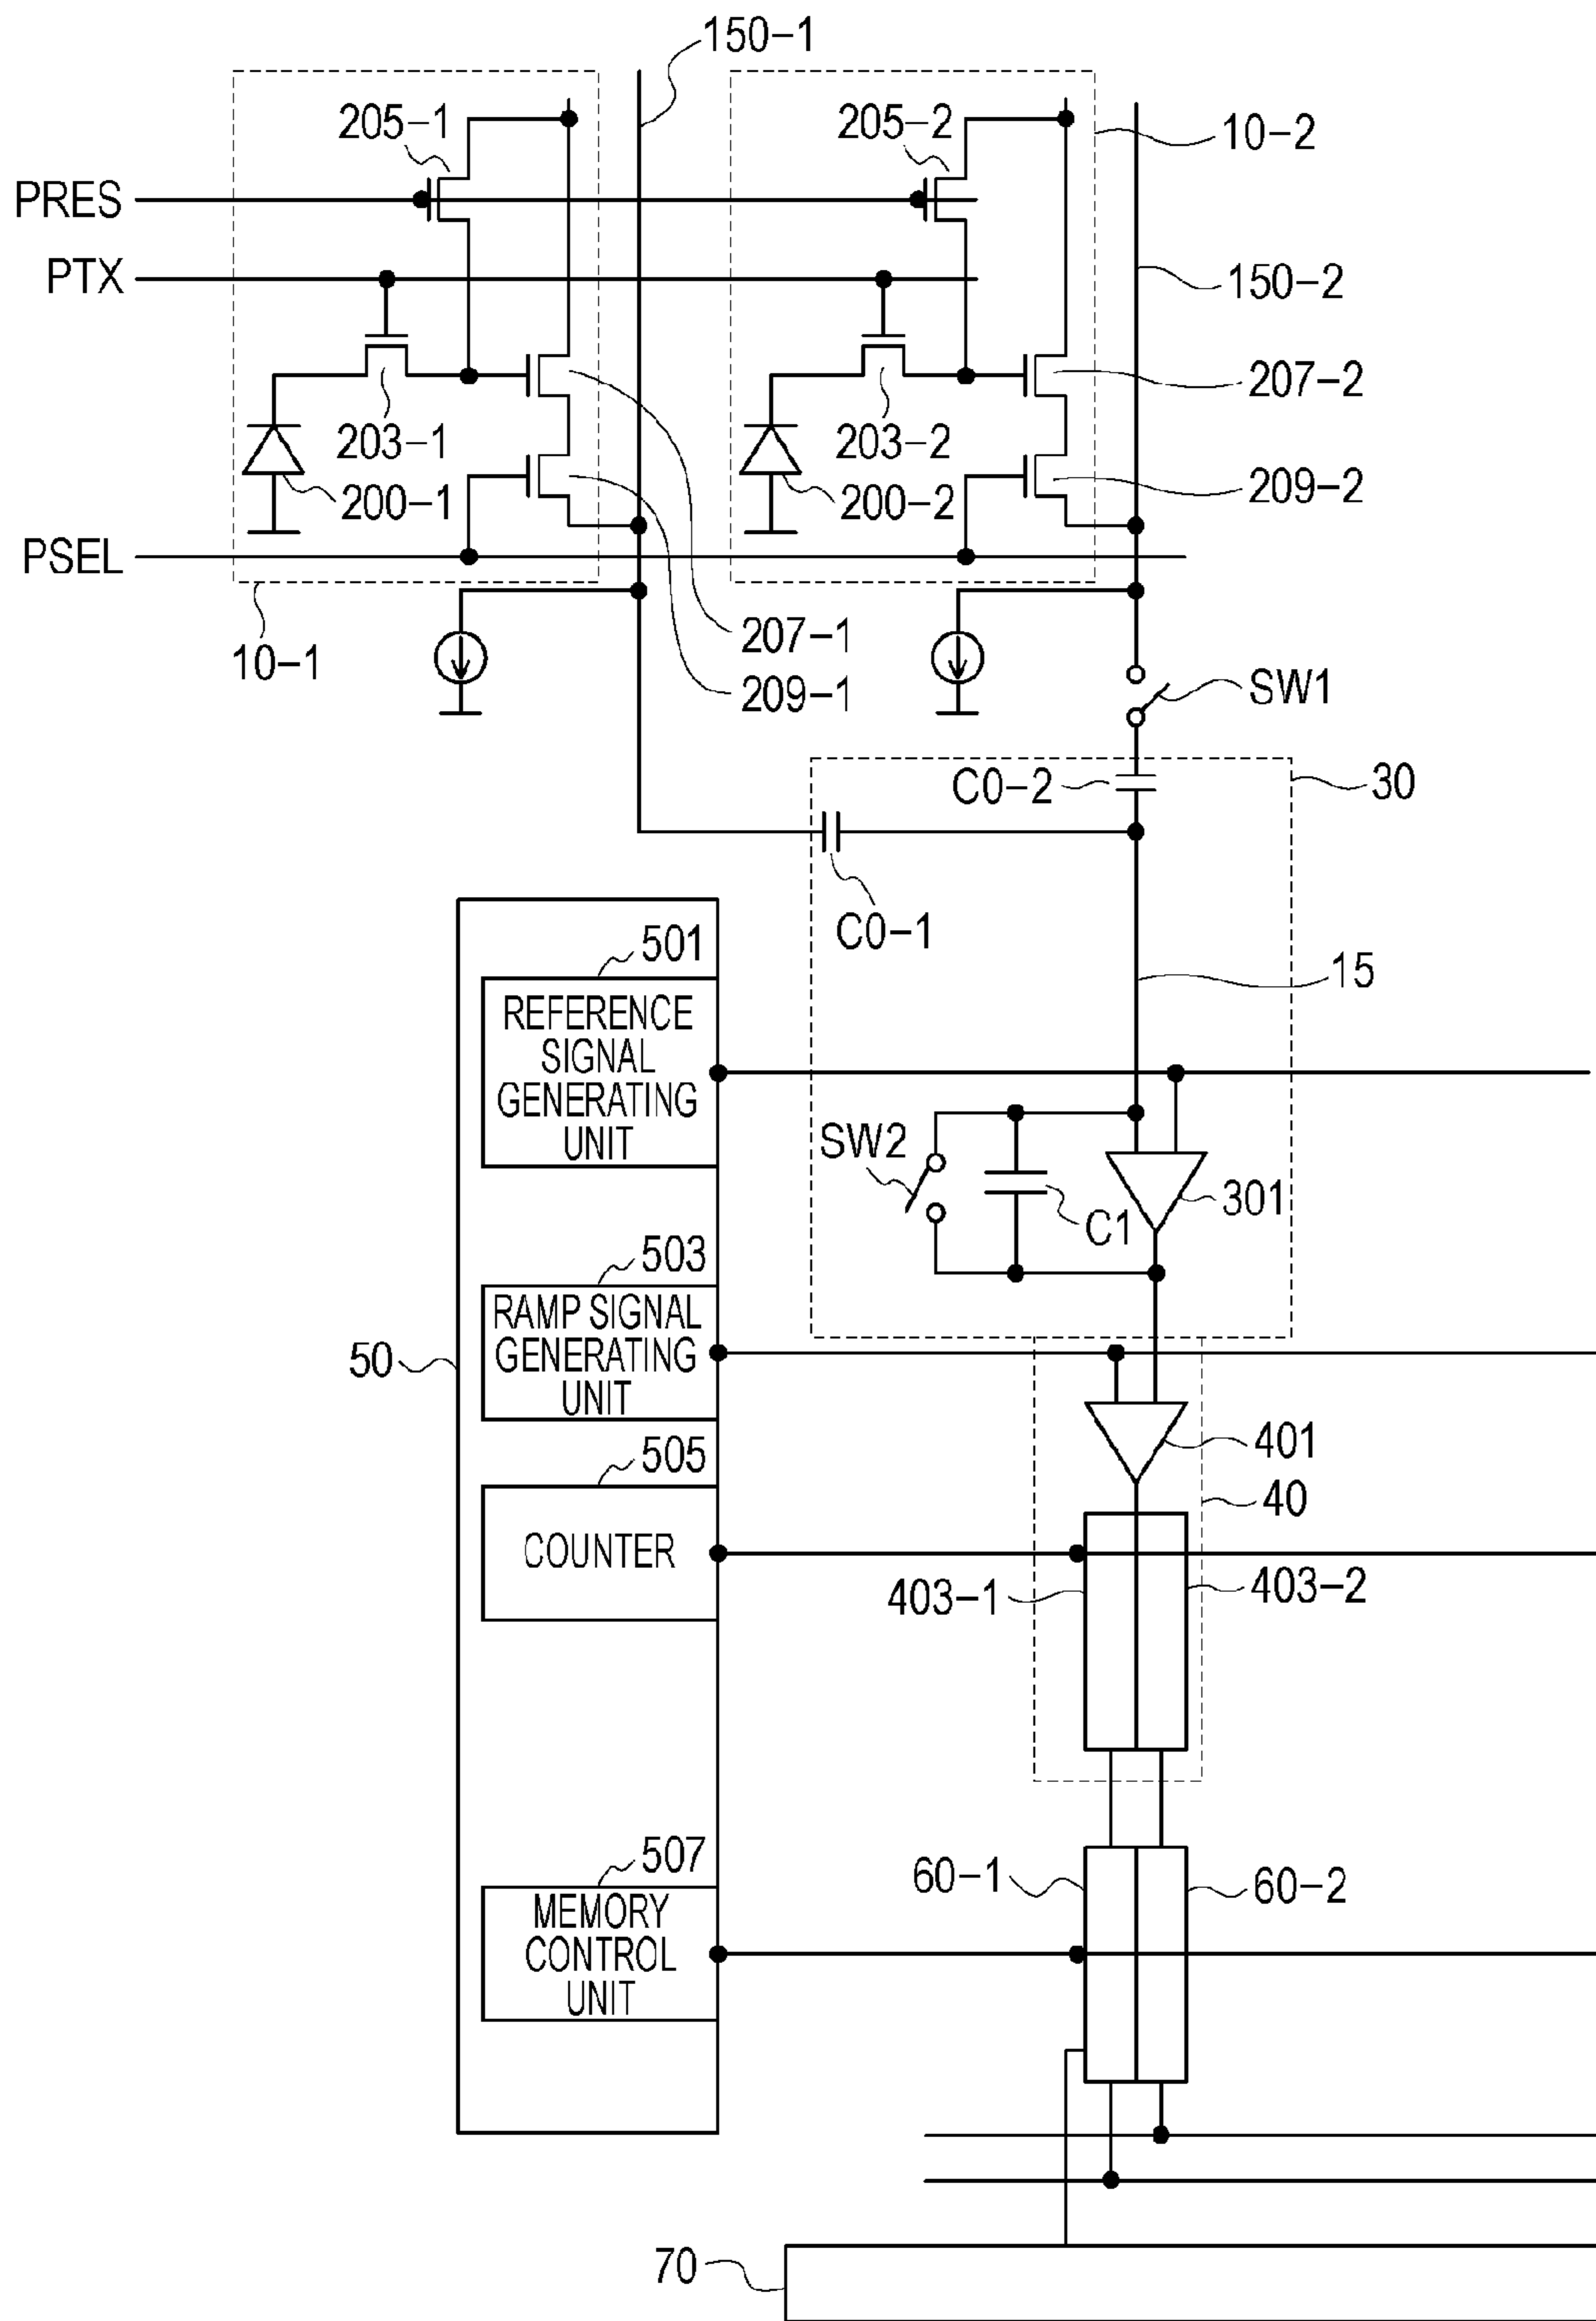 150-1
205-1
205-2
10-2
PRES
PTX
150-2
207-2
203-1
203-2
200-1
200-2
209-2
PSEL
10-1
207-1
209-1
SW1
C0-2
30
C0-1
501
15
REFERENCE
SIGNAL
GENERATING
UNIT
SW2
C1
301
503
RAMP SIGNAL
GENERATING
UNIT
50
401
505
40
COUNTER
403-1
403-2
507
60-1
60-2
MEMORY
CONTROL
UNIT
70